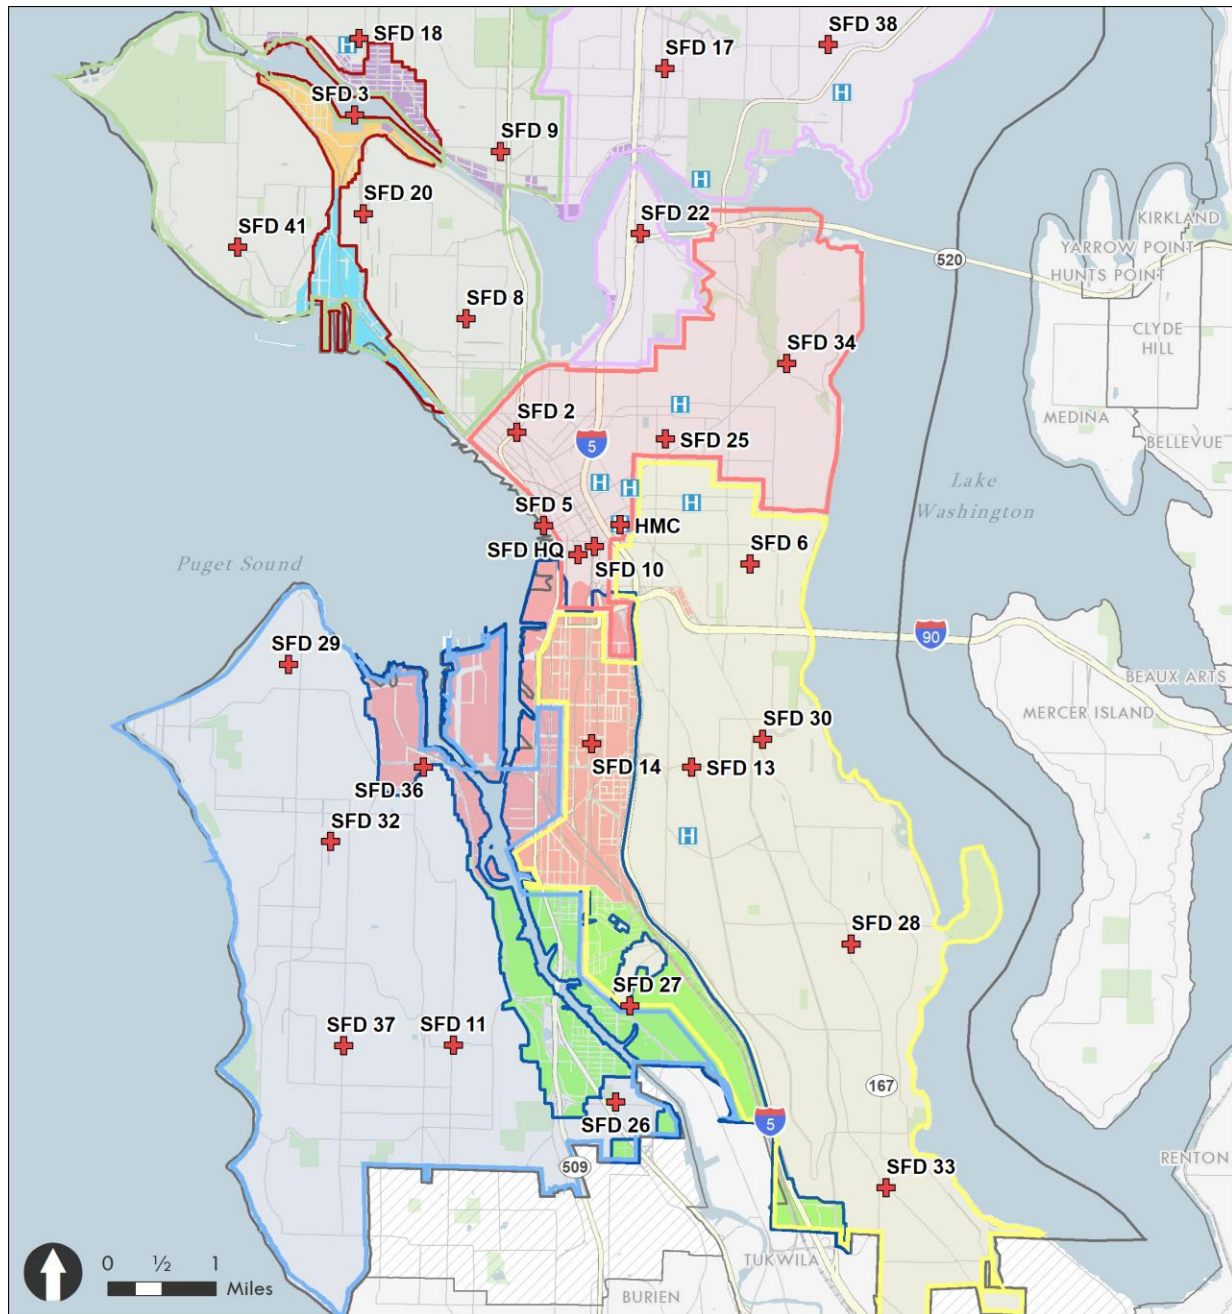 SFD 18
SFD 17
SFD 38
H
H
SFD 3
SFD 9
H
SFD 20
SFD 22
SFD 41
KIRKLAND
YARROW POINT
520
HUNTS POINT
SFD 8
CLYDE
HILL
SFD 34
SFD 2
H
MEDINA
5
SFD 25
BELLEVUE
Lake
Washington
H
H
H
SFD 5
H
HMC
SFD HQ
SFD 10
SFD 6
Puget Sound
90
SFD 29
BEAUX ARTS
MERCER ISLAND
SFD 30
SFD 14
SFD 13
SFD 36
SFD 32
H
SFD 28
SFD 27
SFD 37
SFD 11
167
SFD 26
5
509
RENTON
SFD 33
TUKWILA
0 ½ 1
Miles
BURIEN